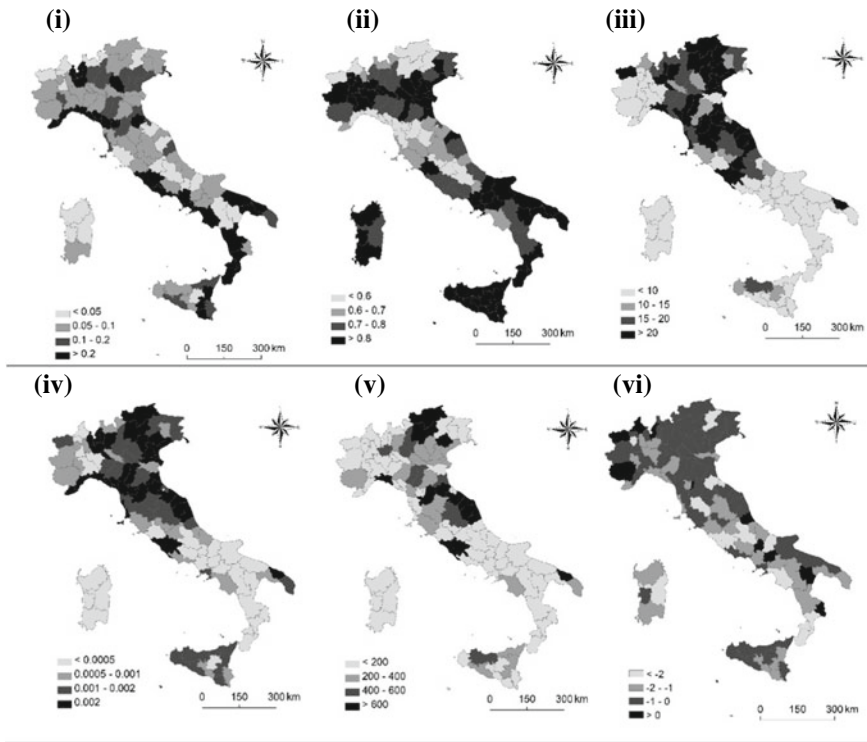 (i)
(ii)
(iii)
< 0.05
0.05 - 0.1
0.1 - 0.2
> 0.2
0 150 300 km
< 0.6
0.6 - 0.7
0.7 - 0.8
> 0.8
0 150 300 km
< 10
10 - 15
15 - 20
> 20
0 150 300 km
(iv)
(v)
(vi)
< 0.0005
0.0005 - 0.001
0.001 - 0.002
0.002
0 150 300 km
< 200
200 - 400
400 - 600
> 600
0 150 300 km
< -2
-2 - -1
-1 - 0
> 0
0 150 300 km